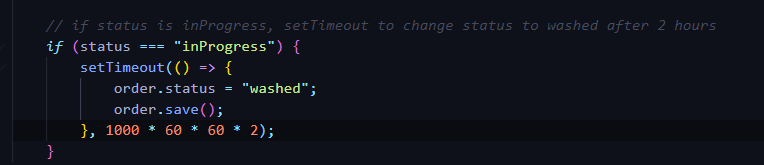 // if status is inProgress, setTimeout to change status to washed after 2 hours
if (status === "inProgress") {
setTimeout(() => {
order.status = "washed";
order.save();
}, 1000 * 60 * 60 * 2);
}